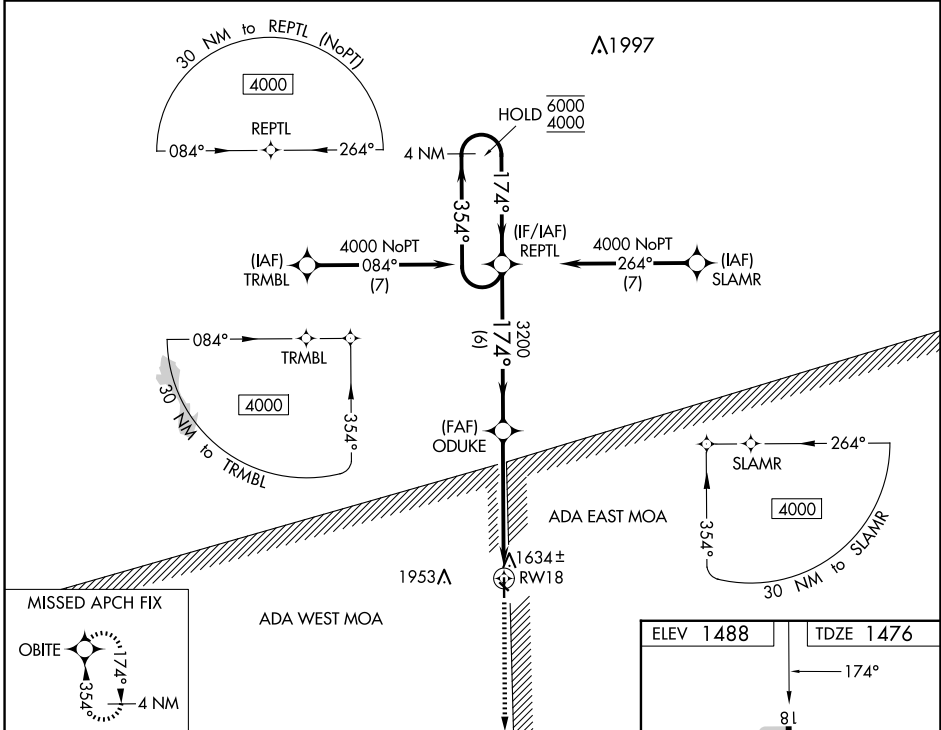 30 NM to REPTL (NoPT)
4000
REPTL
084°
264°
1997
HOLD
6000
4000
4 NM
174°
354°
(IAF)
TRMBL
4000 NoPT
084°
(7)
(IF/IAF)
REPTL
4000 NoPT
264°
(7)
(IAF)
SLAMR
3200
174°
(6)
084°
TRMBL
4000
354°
30 NM to TRMBL
(FAF)
ODUKE
264°
SLAMR
4000
354°
30 NM to SLAMR
ADA EAST MOA
1634±
RW18
1953
ADA WEST MOA
MISSED APCH FIX
OBITE
174°
354°
4 NM
ELEV 1488
TDZE 1476
174°
18